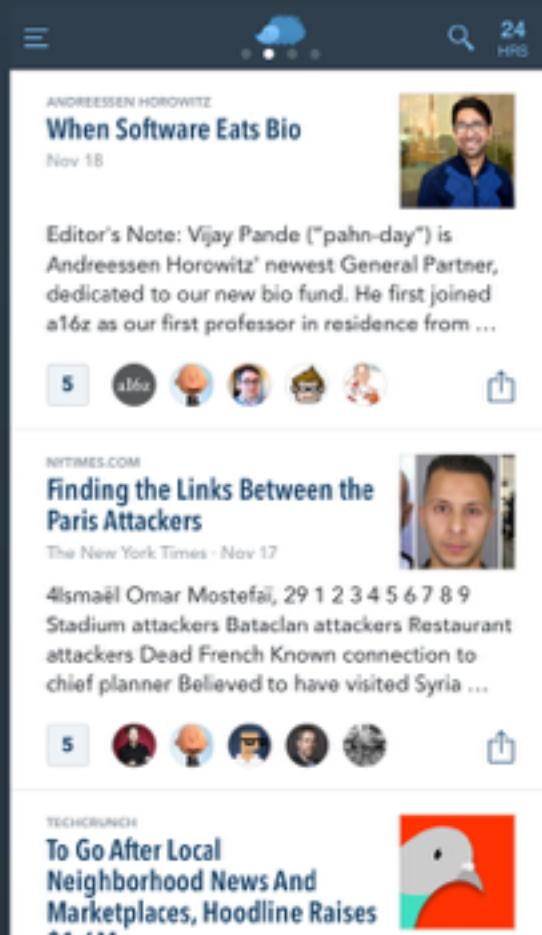 24
HRS
ANDREESSEN HOROWITZ
When Software Eats Bio
Nov 18
Editor's Note: Vijay Pande ("pahn-day") is
Andreessen Horowitz' newest General Partner,
dedicated to our new bio fund. He first joined
a16z as our first professor in residence from ...
5
a16z
NYTIMES.COM
Finding the Links Between the
Paris Attackers
The New York Times · Nov 17
4Ismaël Omar Mostefaï, 29 1 2 3 4 5 6 7 8 9
Stadium attackers Bataclan attackers Restaurant
attackers Dead French Known connection to
chief planner Believed to have visited Syria ...
5
TECHCRUNCH
To Go After Local
Neighborhood News And
Marketplaces, Hoodline Raises